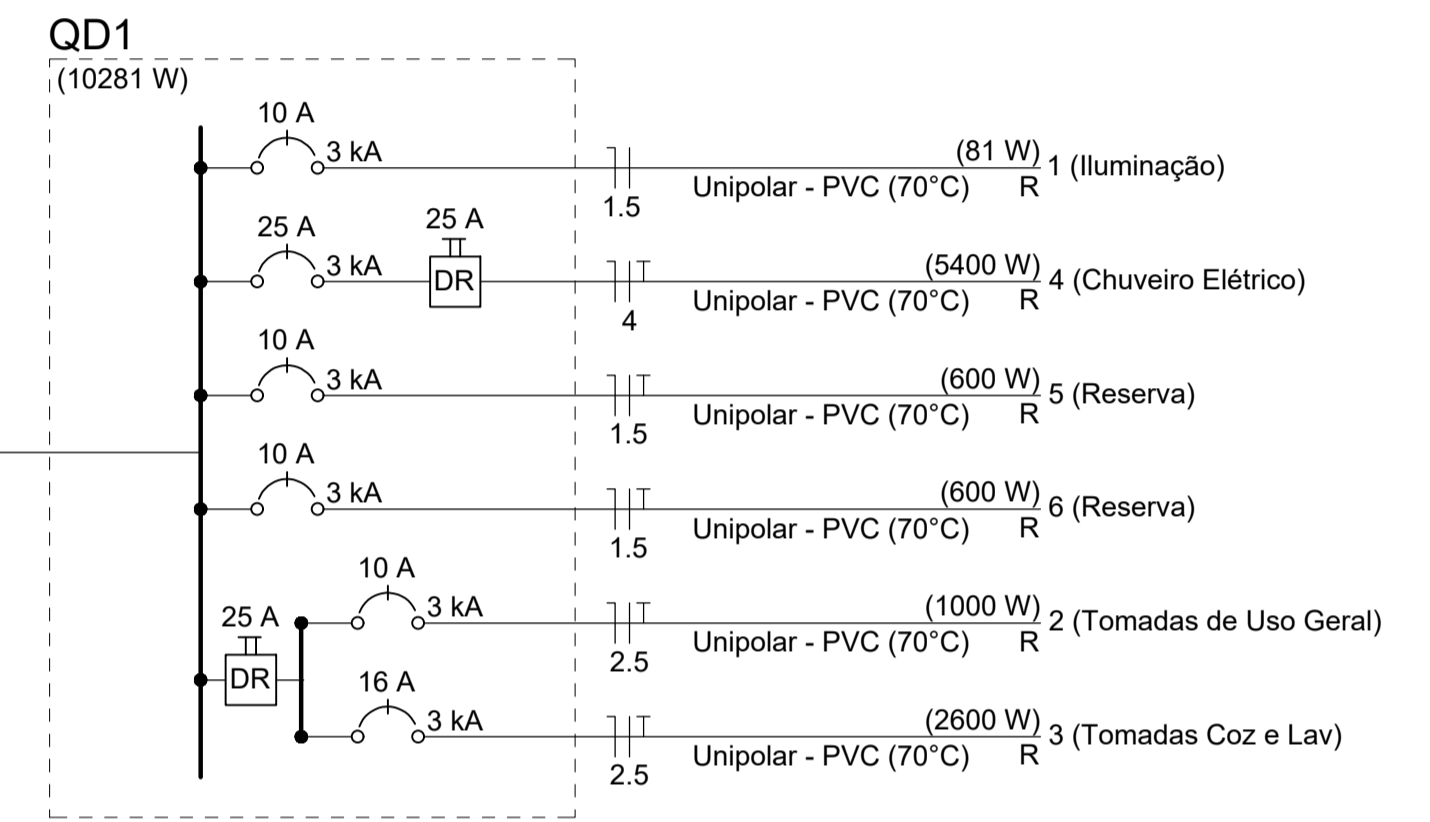 QD1
(10281 W)
10 A
3 kA
1.5
(81 W)
Unipolar - PVC (70°C)
R
1 (Iluminação)
25 A
3 kA
25 A
DR
4
(5400 W)
Unipolar - PVC (70°C)
R
4 (Chuveiro Elétrico)
10 A
3 kA
1.5
(600 W)
Unipolar - PVC (70°C)
R
5 (Reserva)
10 A
3 kA
1.5
(600 W)
Unipolar - PVC (70°C)
R
6 (Reserva)
25 A
DR
10 A
3 kA
2.5
(1000 W)
Unipolar - PVC (70°C)
R
2 (Tomadas de Uso Geral)
16 A
3 kA
2.5
(2600 W)
Unipolar - PVC (70°C)
R
3 (Tomadas Coz e Lav)